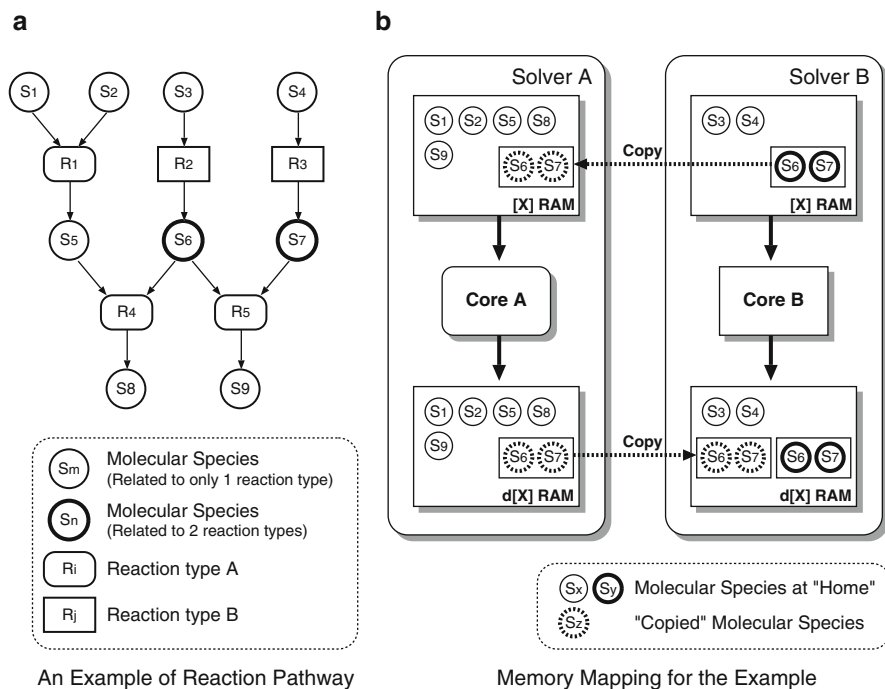 a
S1
S2
S3
S4
R1
R2
R3
S5
S6
S7
R4
R5
S8
S9
Sm
Molecular Species
(Related to only 1 reaction type)
Sn
Molecular Species
(Related to 2 reaction types)
Ri
Reaction type A
Rj
Reaction type B
An Example of Reaction Pathway
b
Solver A
S1 S2 S5 S8
S9
S6 S7
[X] RAM
Copy
Solver B
S3 S4
S6 S7
[X] RAM
Core A
Core B
S1 S2 S5 S8
S9
S6 S7
d[X] RAM
Copy
S3 S4
S6 S7 S6 S7
d[X] RAM
Sx Sy Molecular Species at "Home"
Sz "Copied" Molecular Species
Memory Mapping for the Example